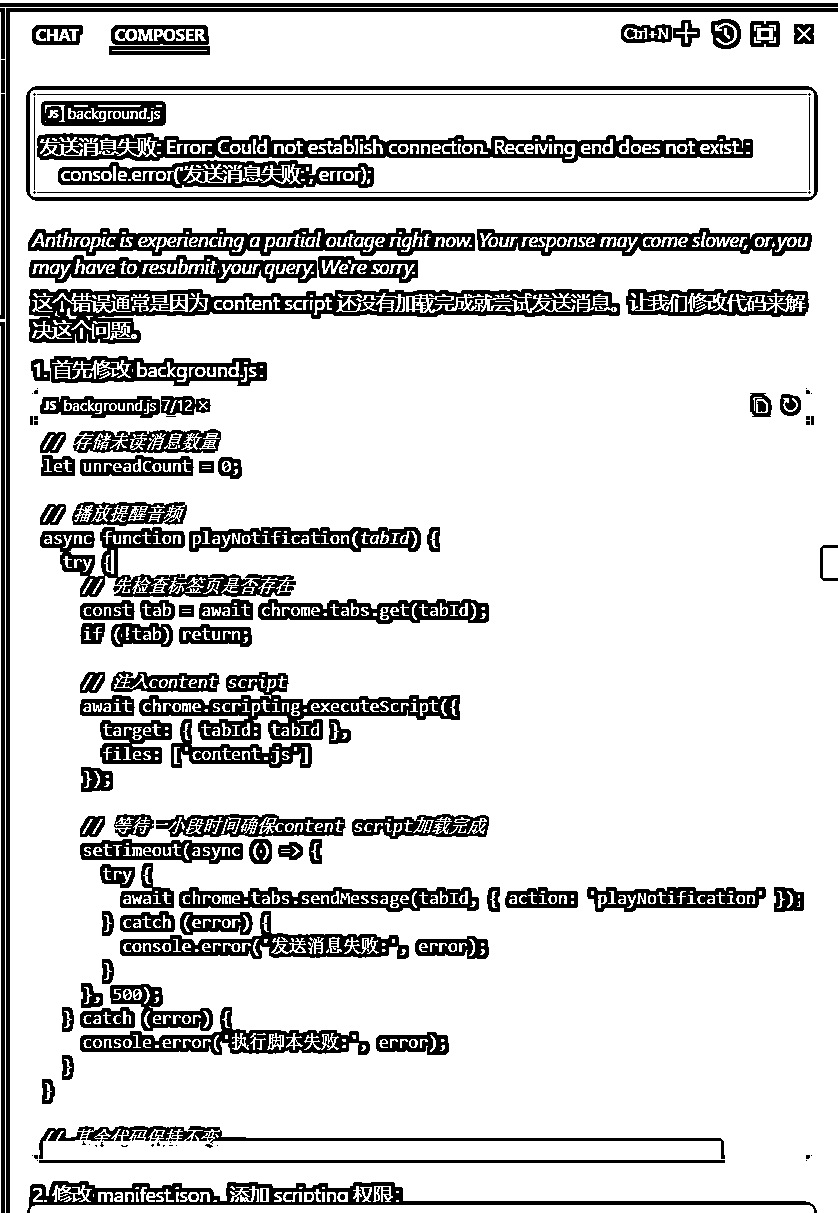 CHAT COMPOSER Ctrl+N
JS background.js
发送消息失败: Error: Could not establish connection. Receiving end does not exist.:
console.error('发送消息失败:', error);
Anthropic is experiencing a partial outage right now. Your response may come slower, or you
may have to resubmit your query. We're sorry.
这个错误通常是因为 content script 还没有加载完成就尝试发送消息。让我们修改代码来解
决这个问题。
1. 首先修改 background.js:
JS background.js 7/12 ×
// 存储未读消息数量
let unreadCount = 0;
// 播放提醒音频
async function playNotification(tabId) {
try {
// 先检查标签页是否存在
const tab = await chrome.tabs.get(tabId);
if (!tab) return;
// 注入content script
await chrome.scripting.executeScript({
target: { tabId: tabId },
files: ['content.js']
});
// 等待一小段时间确保content script加载完成
setTimeout(async () => {
try {
await chrome.tabs.sendMessage(tabId, { action: 'playNotification' });
} catch (error) {
console.error('发送消息失败:', error);
}
}, 500);
} catch (error) {
console.error('执行脚本失败:', error);
}
}
// 其余代码保持不变
2. 修改 manifest.json，添加 scripting 权限: